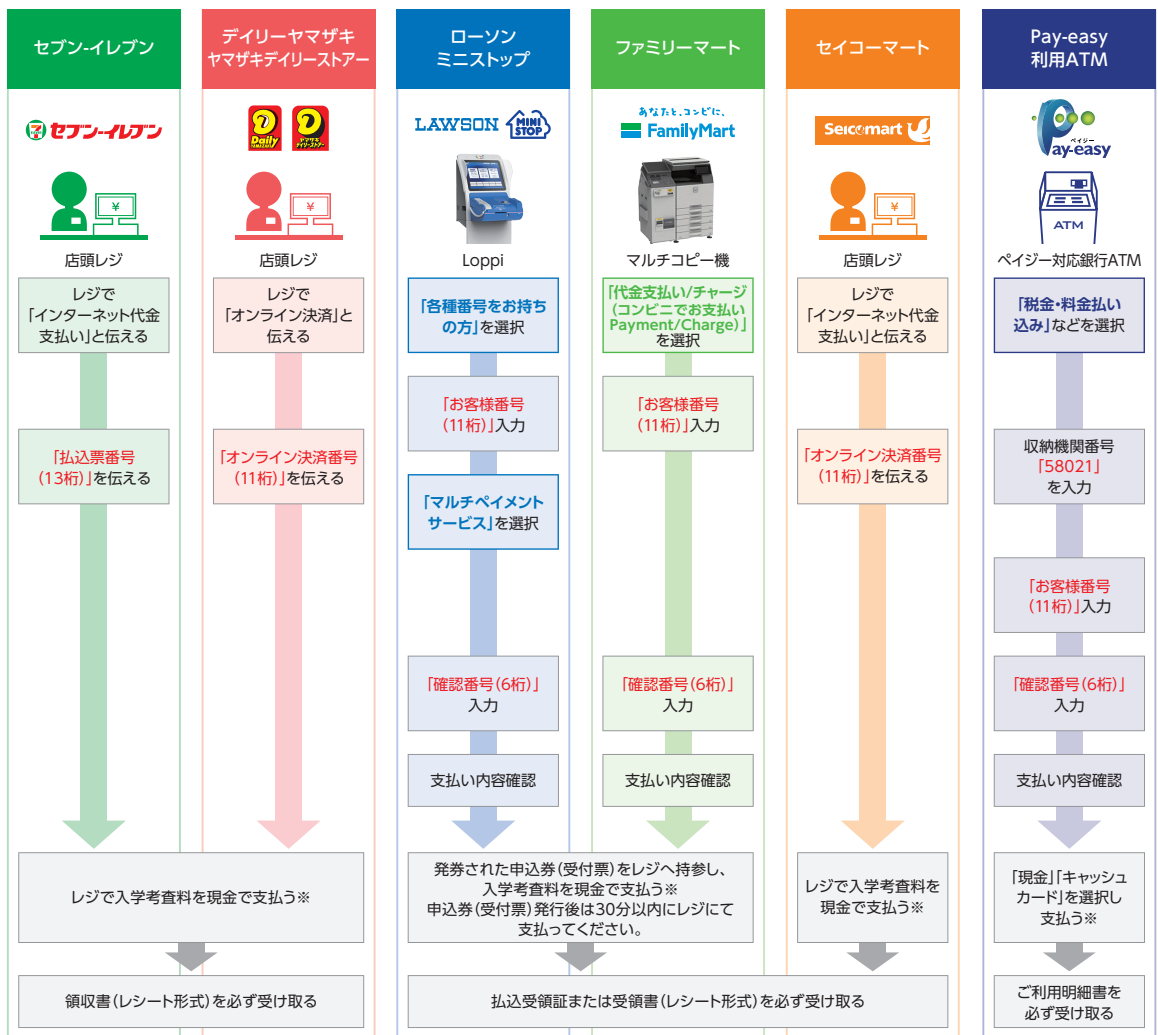 セブン-イレブン
セブン-イレブン
¥
店頭レジ
レジで
「インターネット代金
支払い」と伝える
「払込票番号
(13桁)」を伝える
デイリーヤマザキ
ヤマザキデイリーストアー
Daily
YAMAZAKI
ヤマザキ
デイリーストアー
¥
店頭レジ
レジで
「オンライン決済」と
伝える
「オンライン決済番号
(11桁)」を伝える
レジで入学考査料を現金で支払う※
領収書(レシート形式)を必ず受け取る
ローソン
ミニストップ
LAWSON
MINI
STOP
Loppi
「各種番号をお持ち
の方」を選択
「お客様番号
(11桁)」入力
「マルチペイメント
サービス」を選択
「確認番号(6桁)」
入力
支払い内容確認
ファミリーマート
あなたと、コンビに、
FamilyMart
マルチコピー機
「代金支払い/チャージ
(コンビニでお支払い
Payment/Charge)」
を選択
「お客様番号
(11桁)」入力
「確認番号(6桁)」
入力
支払い内容確認
発券された申込券(受付票)をレジへ持参し、
入学考査料を現金で支払う※
申込券(受付票)発行後は30分以内にレジにて
支払ってください。
セイコーマート
Seicomart
¥
店頭レジ
レジで
「インターネット代金
支払い」と伝える
「オンライン決済番号
(11桁)」を伝える
レジで入学考査料を
現金で支払う※
払込受領証または受領書(レシート形式)を必ず受け取る
Pay-easy
利用ATM
ペイジー
Pay-easy
ATM
ペイジー対応銀行ATM
「税金・料金払い
込み」などを選択
収納機関番号
「58021」
を入力
「お客様番号
(11桁)」入力
「確認番号(6桁)」
入力
支払い内容確認
「現金」「キャッシュ
カード」を選択し
支払う※
ご利用明細書を
必ず受け取る